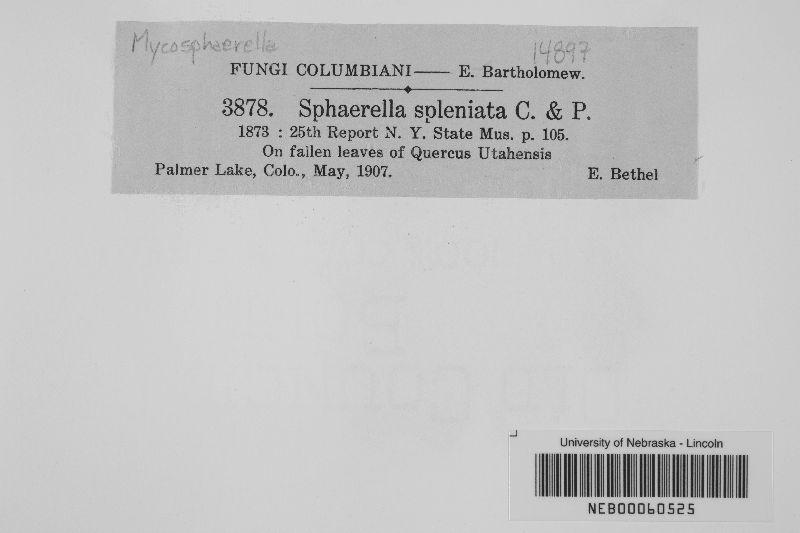 Mycosphaerella 14897
FUNGI COLUMBIANI—— E. Bartholomew.
3878. Sphaerella spleniata C. & P.
1873 : 25th Report N. Y. State Mus. p. 105.
On fallen leaves of Quercus Utahensis
Palmer Lake, Colo., May, 1907. E. Bethel
University of Nebraska - Lincoln
NEB00060525